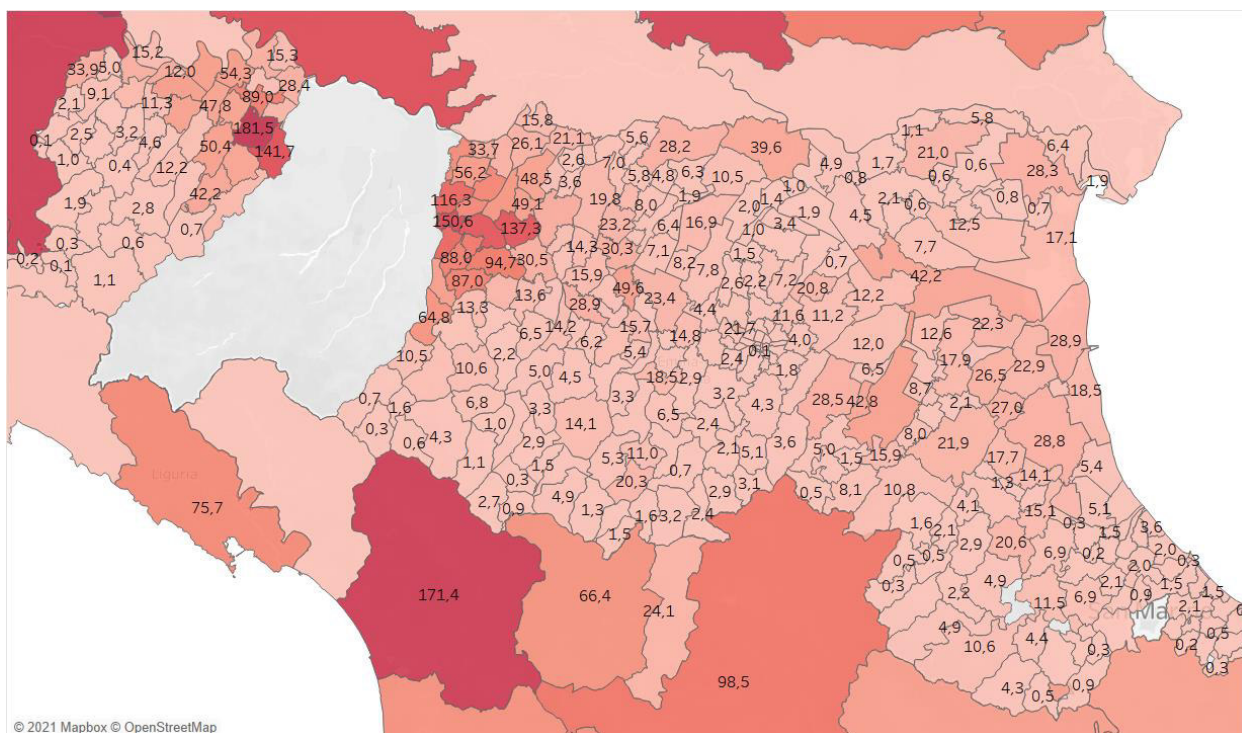 15,2 15,3
33,9 5,0 12,0 54,3 28,4
2,1 9,1 11,3 47,8 89,0
0,1 2,5 3,2 4,6 50,4 181,5 141,7
1,0 0,4 12,2
1,9 2,8 42,2
0,3 0,6 0,7
0,2 0,1 1,1
15,8 5,8
33,7 26,1 21,1 5,6 28,2 39,6 1,1 6,4
56,2 48,5 2,6 7,0 5,8 4,8 6,3 10,5 4,9 1,7 21,0 0,6 28,3
116,3 49,1 3,6 19,8 8,0 1,9 1,4 1,0 0,8 2,1 0,6 0,6 0,8 0,7 1,9
150,6 137,3 23,2 6,4 16,9 2,0 1,0 3,4 1,9 4,5 12,5 17,1
88,0 94,7 30,5 14,3 30,3 7,1 8,2 7,8 1,5 0,7 7,7
87,0 13,6 15,9 49,6 23,4 2,6 2,2 7,2 20,8 12,2 42,2
64,8 13,3 28,9 4,4 11,6 11,2 22,3
10,5 6,5 14,2 6,2 15,7 14,8 21,7 0,1 4,0 12,0 12,6 28,9
10,6 2,2 5,0 4,5 5,4 18,5 2,9 2,4 1,8 6,5 17,9 26,5 22,9
0,7 1,6 6,8 3,3 3,3 3,2 4,3 28,5 42,8 8,7 2,1 27,0 18,5
0,3 0,6 4,3 1,0 14,1 6,5 2,4 8,0 28,8
2,9 11,0 2,1 5,1 3,6 5,0 1,5 15,9 21,9 17,7
1,1 1,5 5,3 0,7 5,4
0,3 20,3 2,9 3,1 0,5 8,1 10,8 1,3 14,1
2,7 0,9 4,9 1,3 1,6 3,2 2,4 4,1 15,1 5,1
Liguria 1,5 1,6 2,1 0,3 1,5 3,6
75,7 0,5 0,5 2,9 20,6 6,9 0,2 2,0 2,0 0,3
171,4 66,4 24,1 0,3 2,2 4,9 11,5 6,9 2,1 0,9 1,5 1,5
4,9 4,4 2,1
10,6 0,3 0,2 0,5
98,5 4,3 0,5 0,9 0,3
© 2021 Mapbox © OpenStreetMap